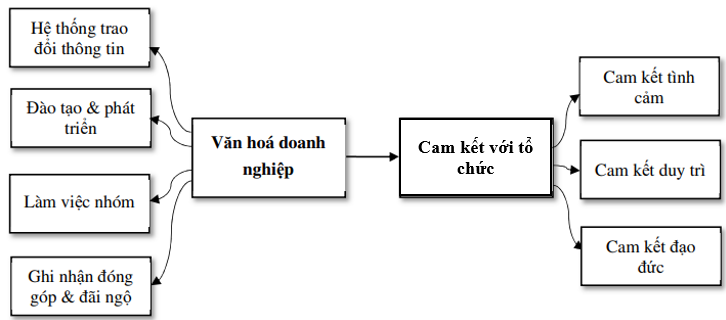 Hệ thống trao
đổi thông tin
Đào tạo & phát
triển
Làm việc nhóm
Ghi nhận đóng
góp & đãi ngộ
Văn hoá doanh
nghiệp
Cam kết với tổ
chức
Cam kết tình
cảm
Cam kết duy trì
Cam kết đạo
đức